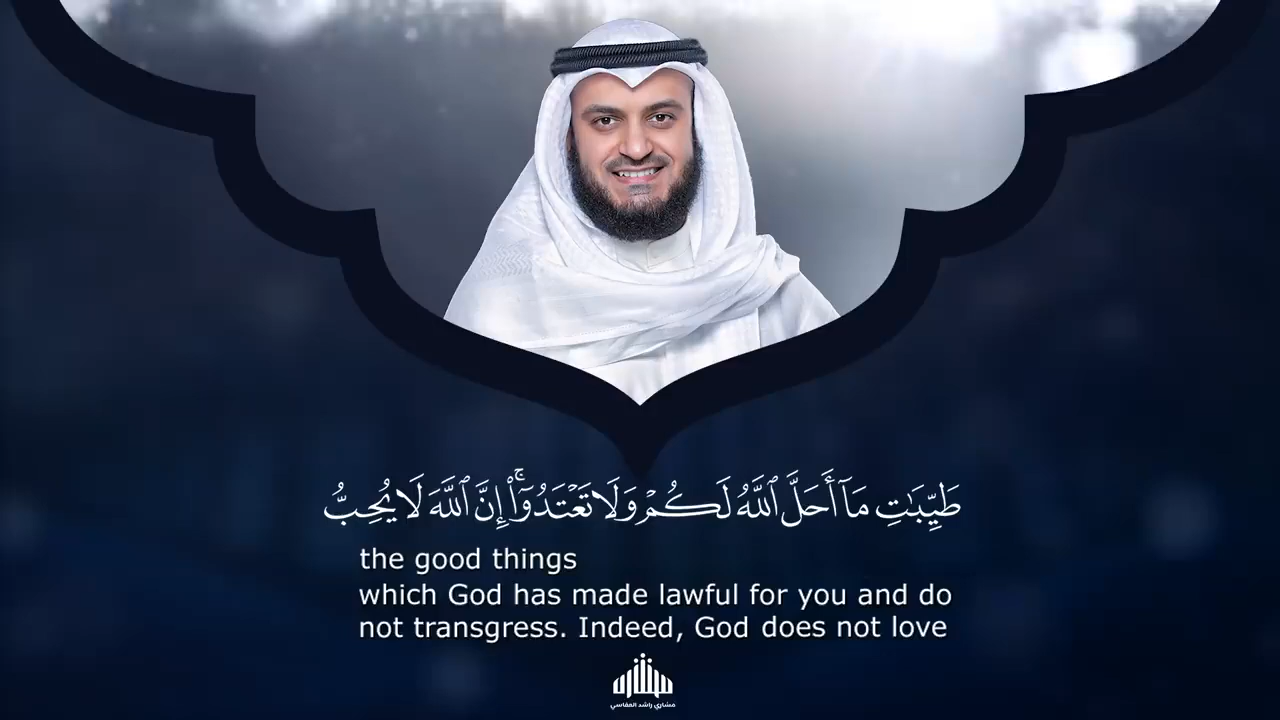 طَيِّبَٰتِ مَآ أَحَلَّ ٱللَّهُ لَكُمْ وَلَا تَعْتَدُوٓا۟ ۚ إِنَّ ٱللَّهَ لَا يُحِبُّ
the good things
which God has made lawful for you and do
not transgress. Indeed, God does not love
مشاري راشد العفاسي